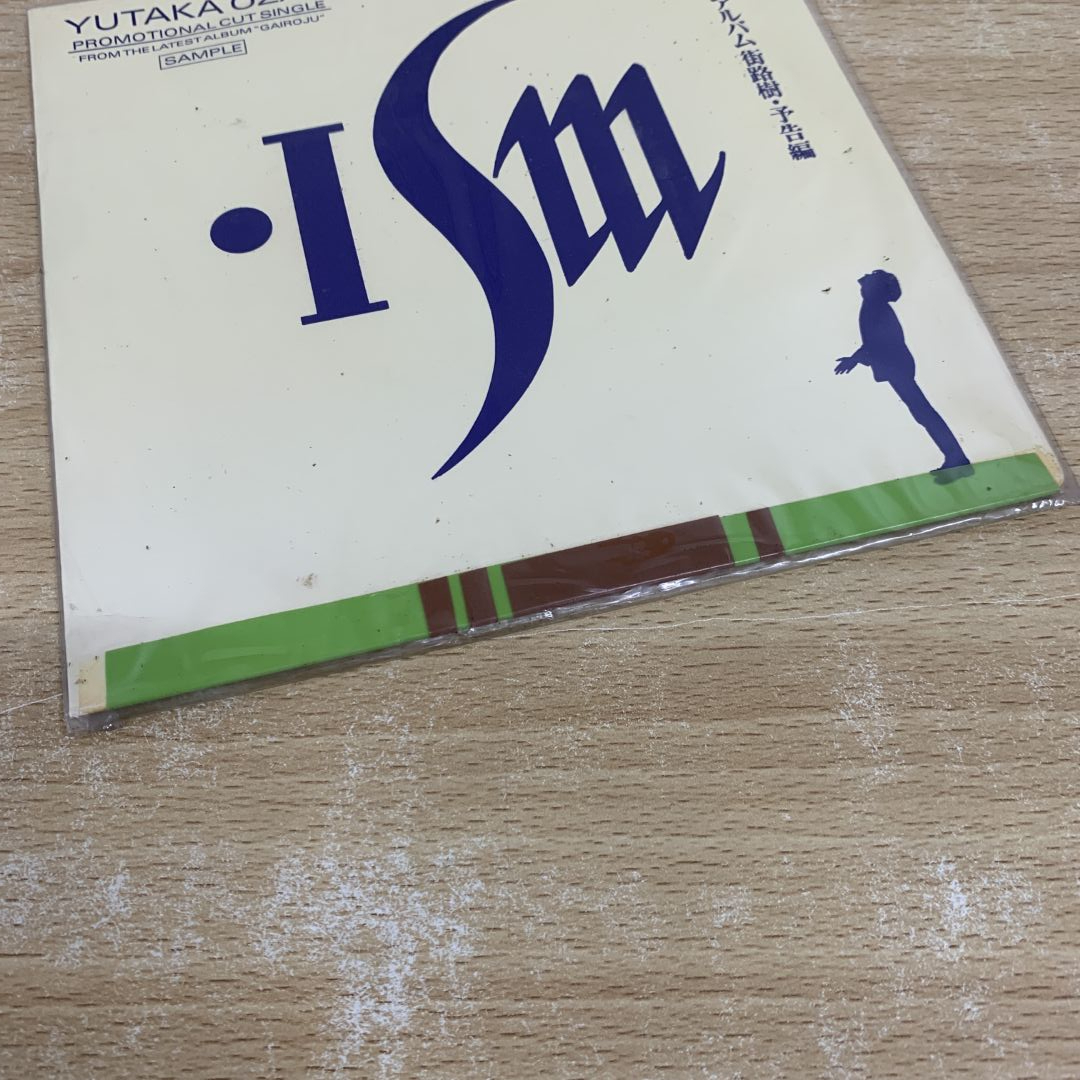 YUTAKA
PROMOTIONAL CUT SINGLE
FROM THE LATEST ALBUM "GAIROJU"
SAMPLE
・ISm
アルバム街路樹・予告編